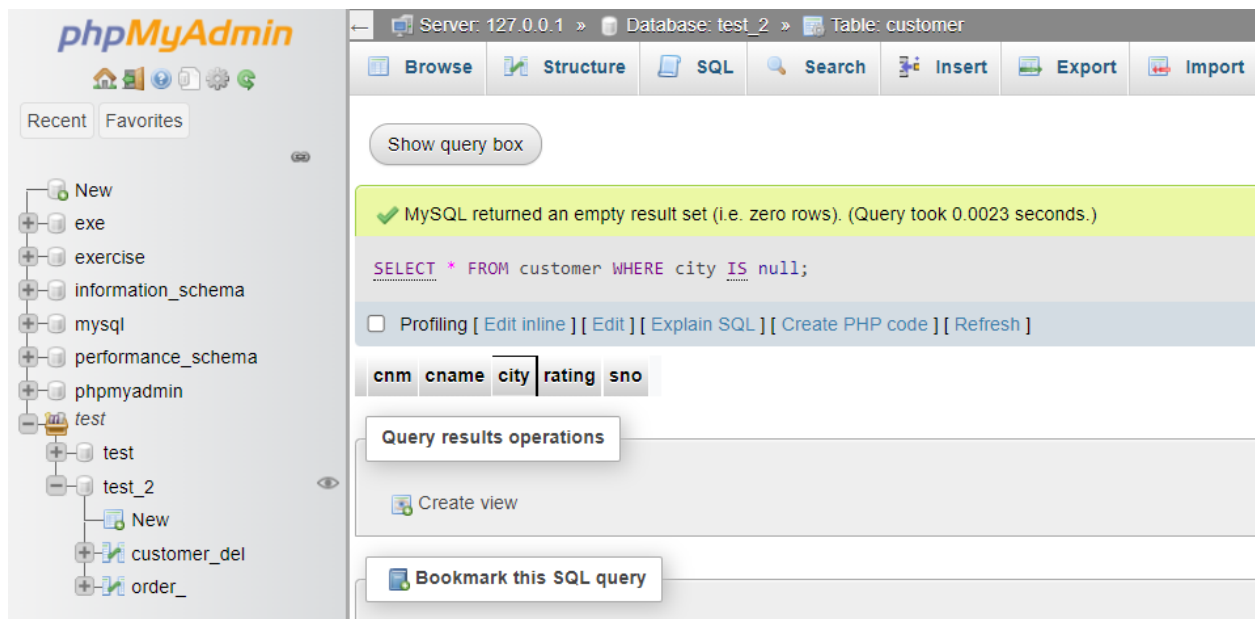 phpMyAdmin
Recent Favorites
New
exe
exercise
information_schema
mysql
performance_schema
phpmyadmin
test
test
test_2
New
customer_del
order_
Server: 127.0.0.1 » Database: test_2 » Table: customer
Browse Structure SQL Search Insert Export Import
Show query box
MySQL returned an empty result set (i.e. zero rows). (Query took 0.0023 seconds.)
SELECT * FROM customer WHERE city IS null;
Profiling [ Edit inline ] [ Edit ] [ Explain SQL ] [ Create PHP code ] [ Refresh ]
cnm cname city rating sno
Query results operations
Create view
Bookmark this SQL query